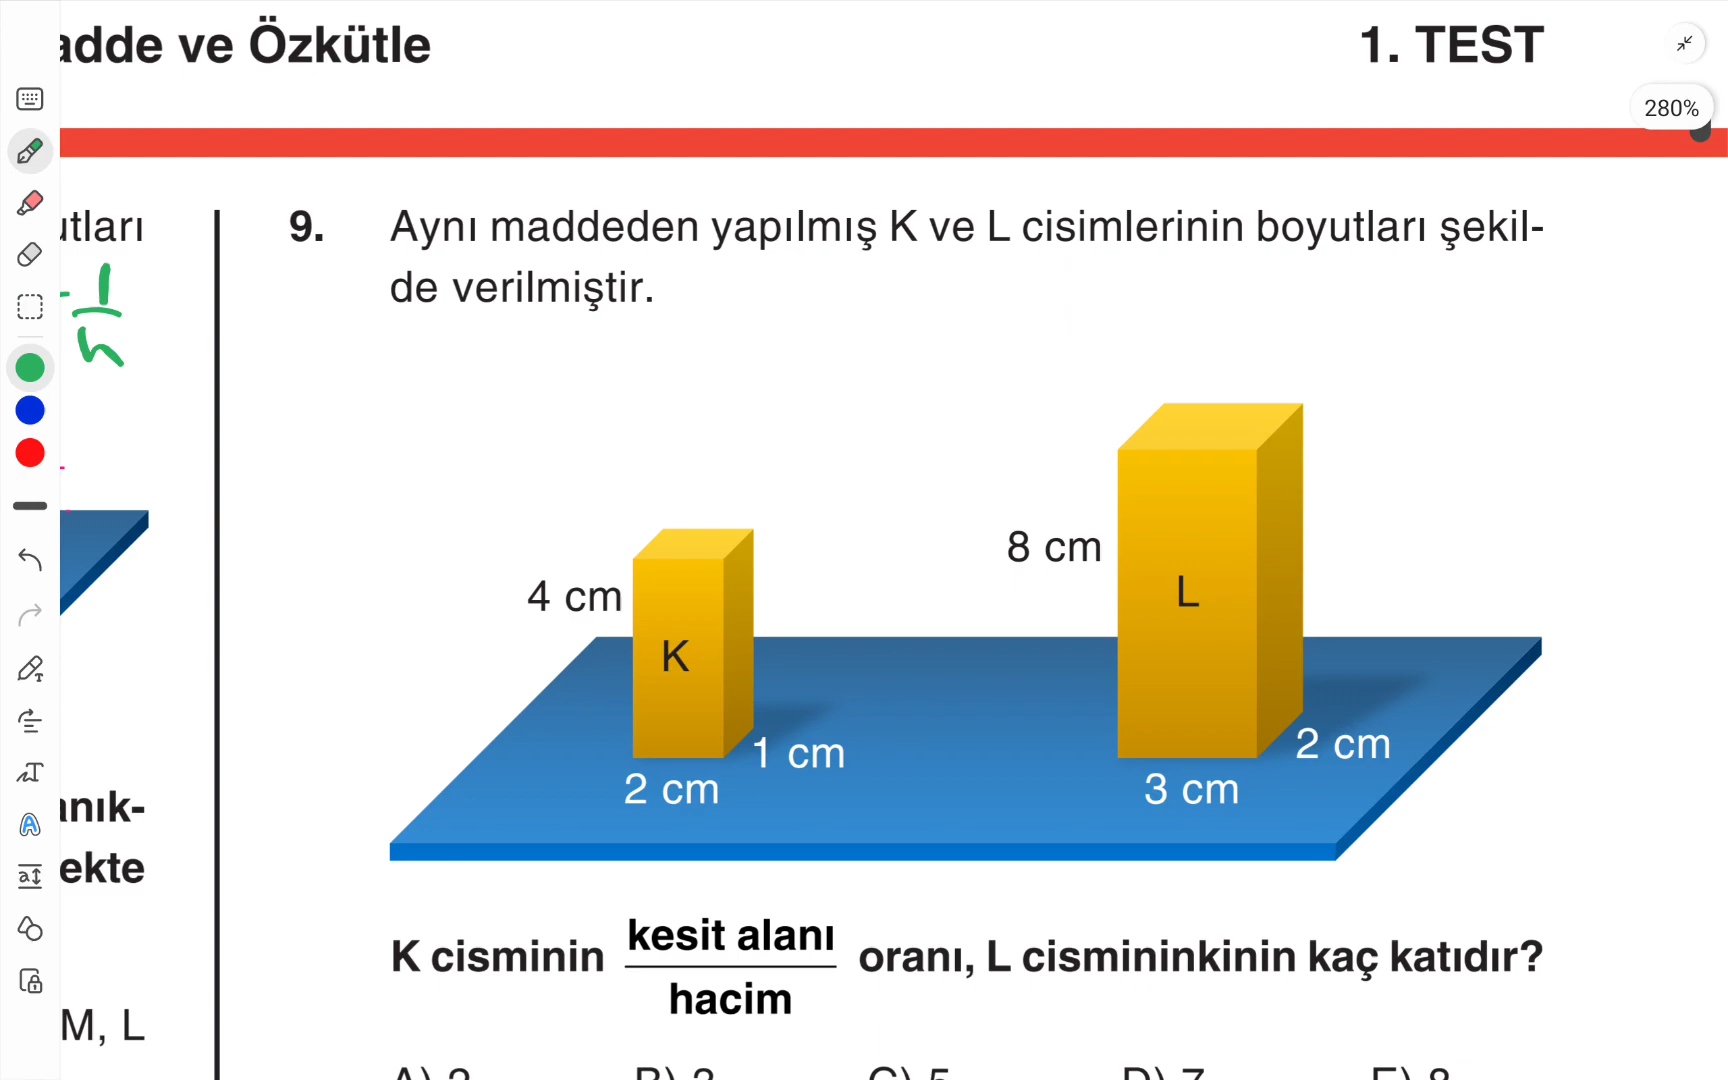 adde ve Özkütle
1. TEST
280%
utları
1
h
9. Aynı maddeden yapılmış K ve L cisimlerinin boyutları şekil-
de verilmiştir.
8 cm
L
4 cm
K
1 cm
2 cm
2 cm
3 cm
anık-
ekte
M, L
K cisminin kesit alanı / hacim oranı, L cismininkinin kaç katıdır?